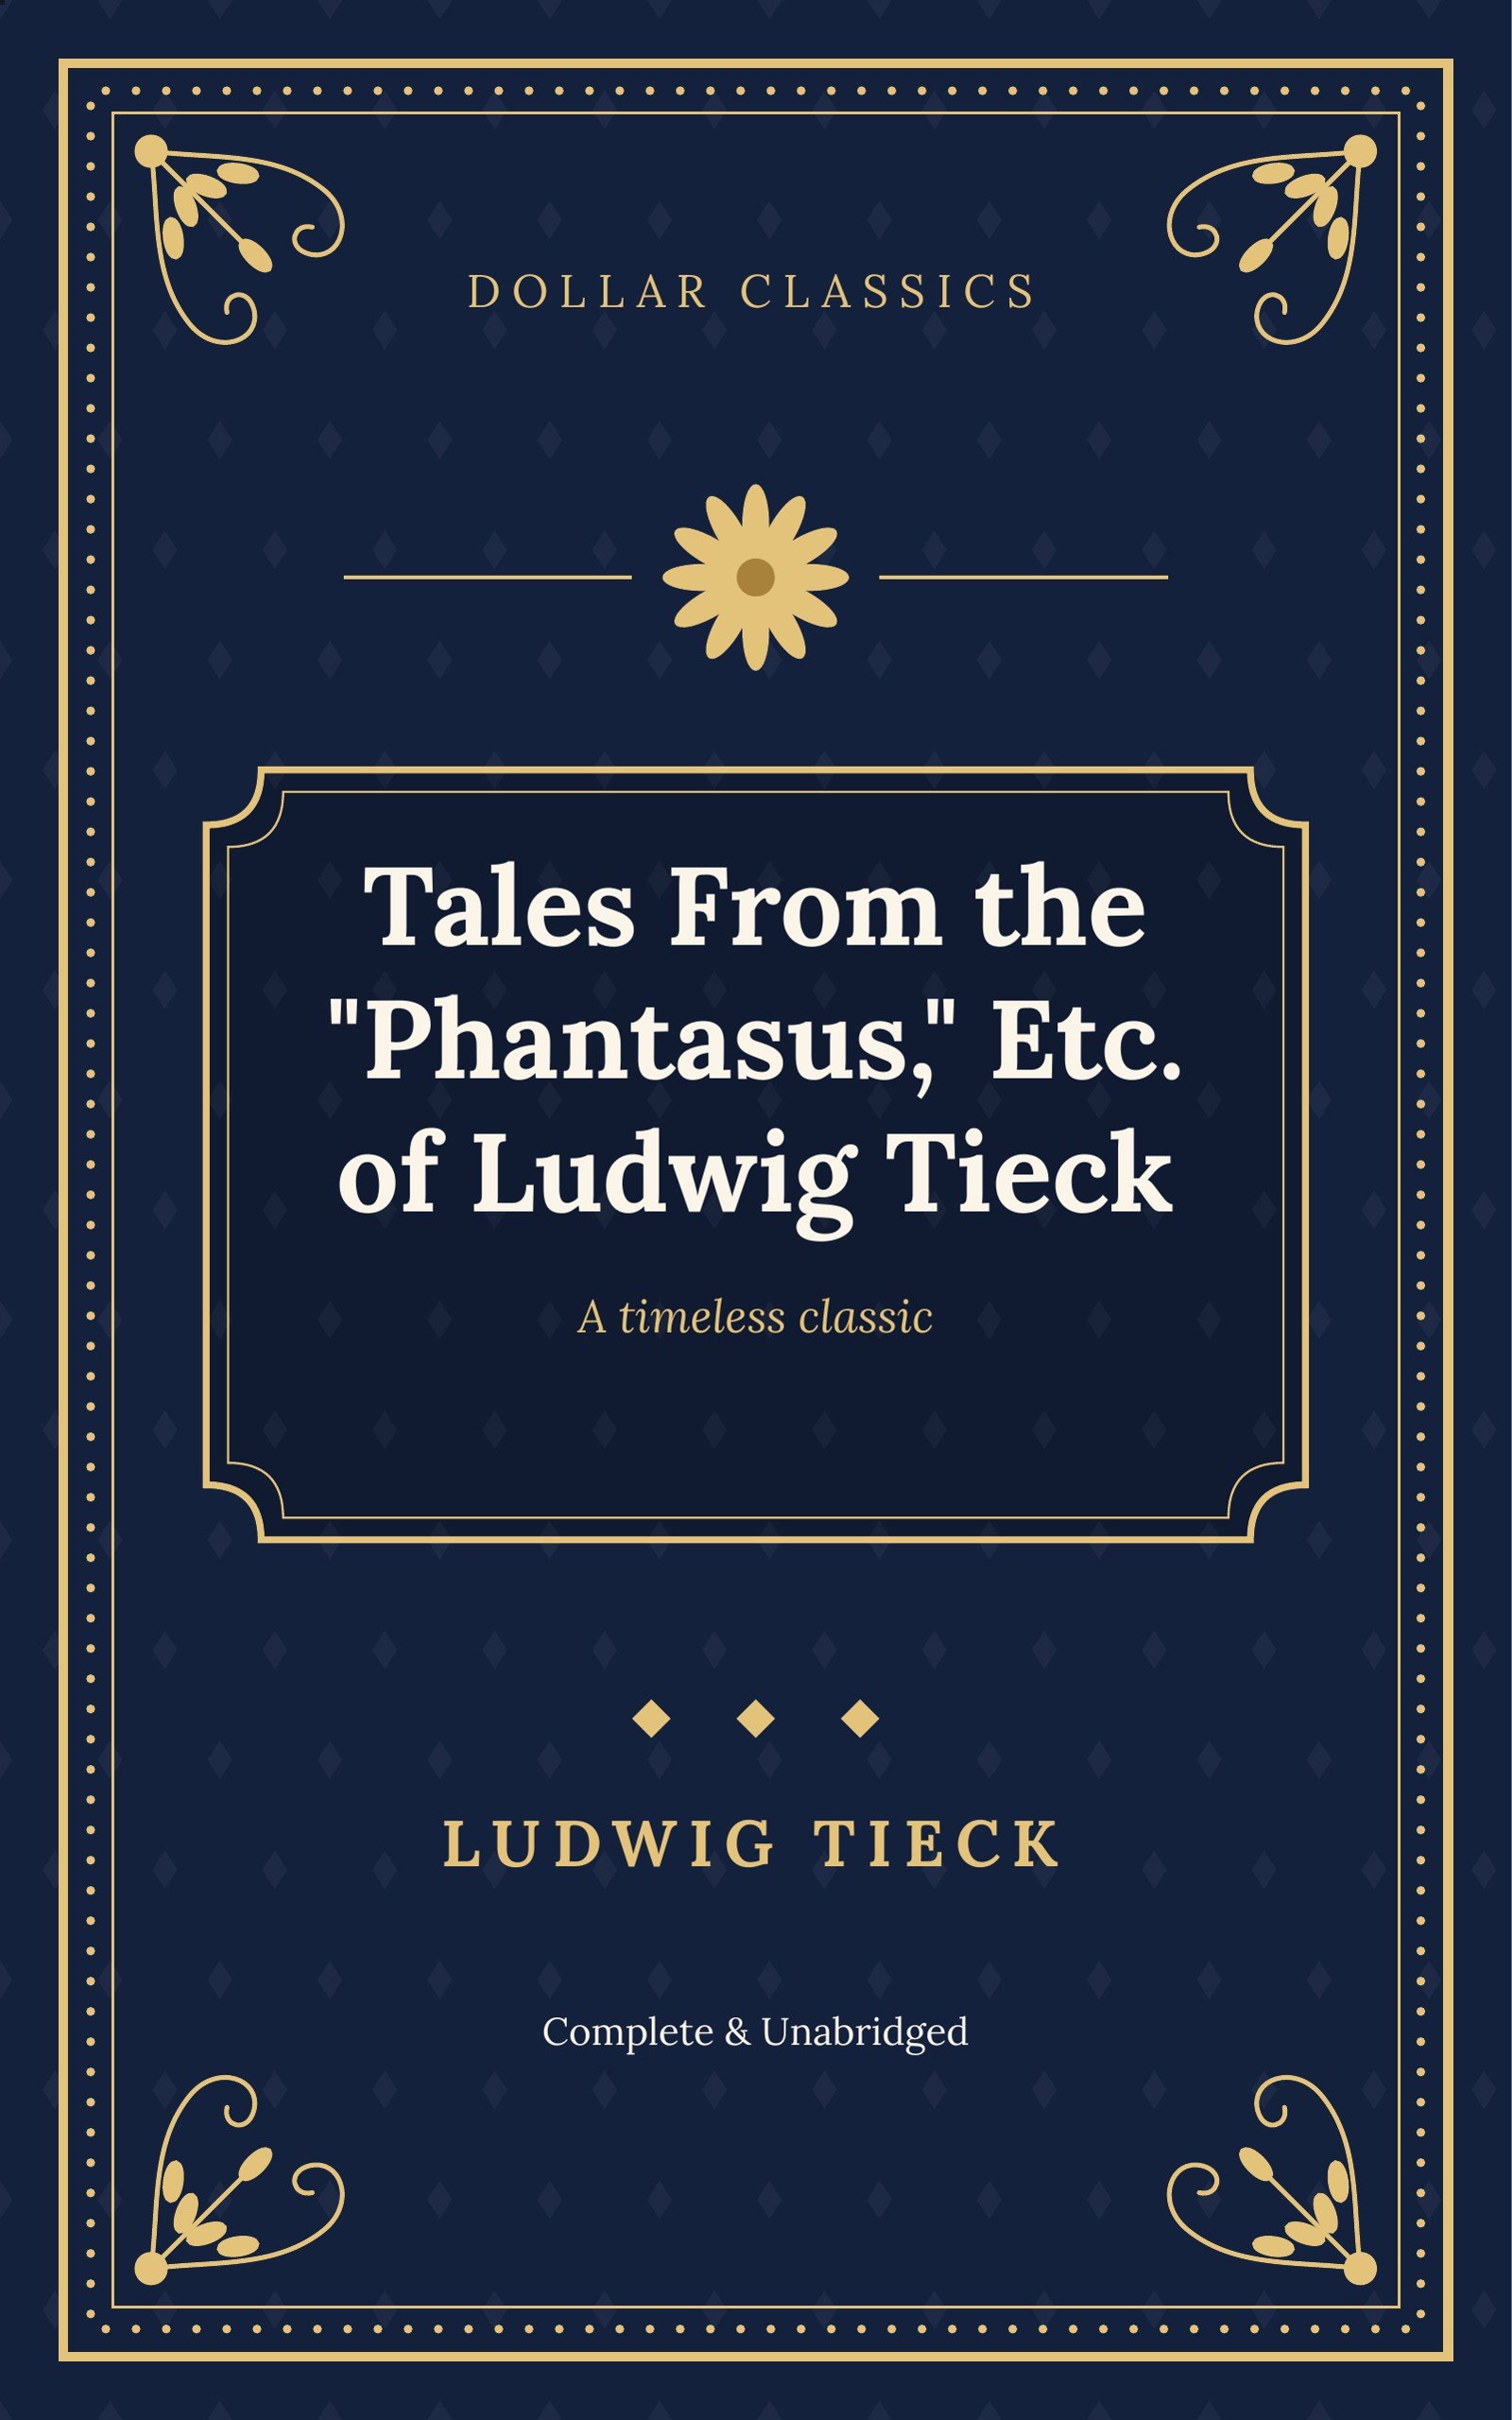 DOLLAR CLASSICS
Tales From the
"Phantasus," Etc.
of Ludwig Tieck
A timeless classic
LUDWIG TIECK
Complete & Unabridged